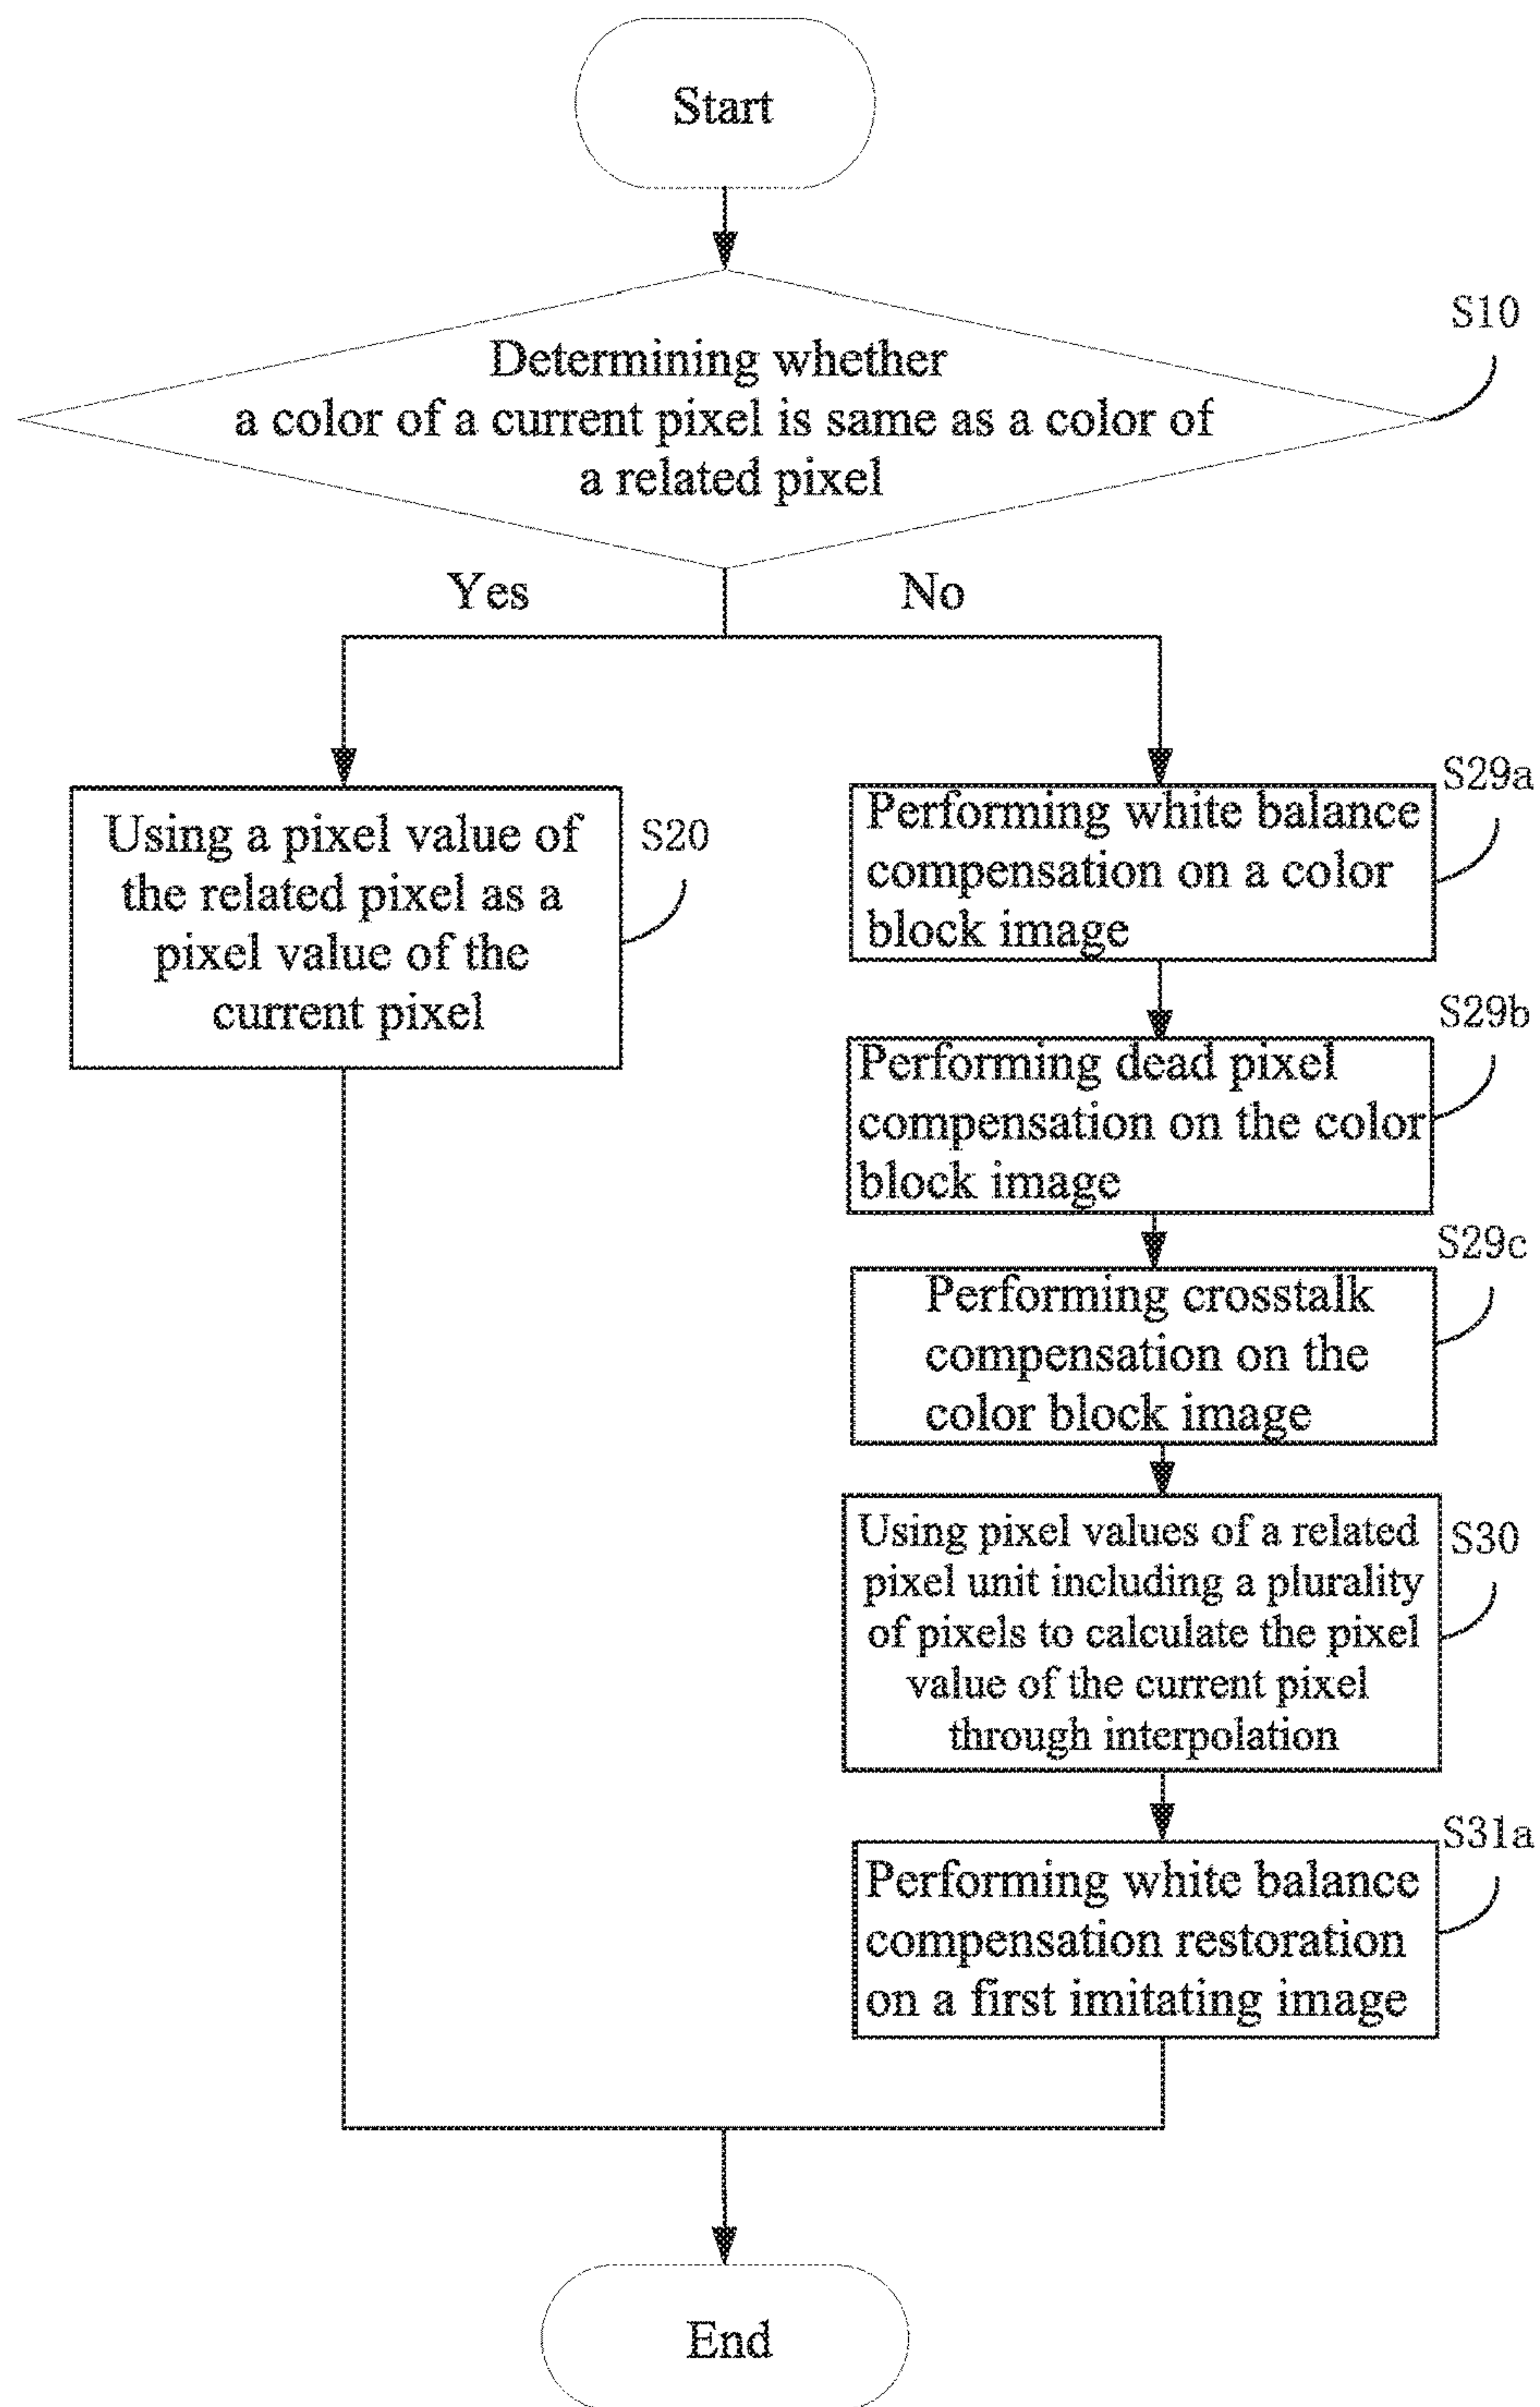 Start
S10
Determining whether
a color of a current pixel is same as a color of
a related pixel
Yes
No
Using a pixel value of
the related pixel as a
pixel value of the
current pixel
S20
S29a
Performing white balance
compensation on a color
block image
S29b
Performing dead pixel
compensation on the color
block image
S29c
Performing crosstalk
compensation on the
color block image
S30
Using pixel values of a related
pixel unit including a plurality
of pixels to calculate the pixel
value of the current pixel
through interpolation
S31a
Performing white balance
compensation restoration
on a first imitating image
End